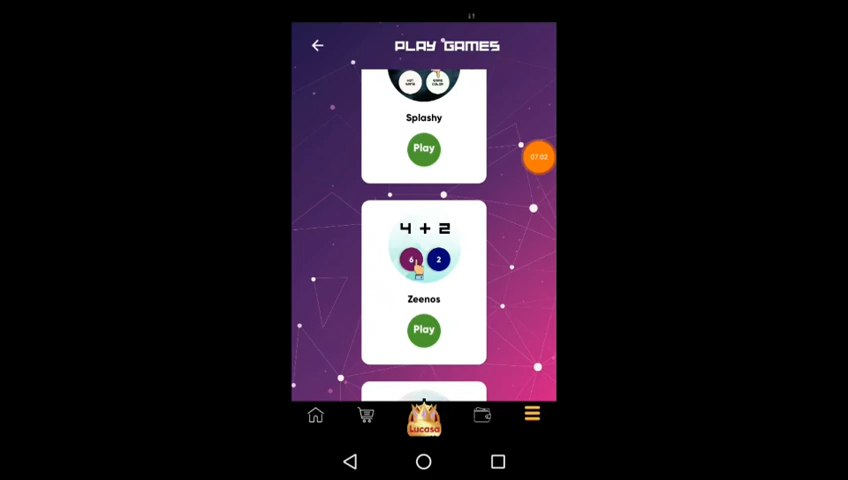 PLAY GAMES
Splashy
Play
07:02
4 + 2
6
2
Zeenos
Play
Lucasa